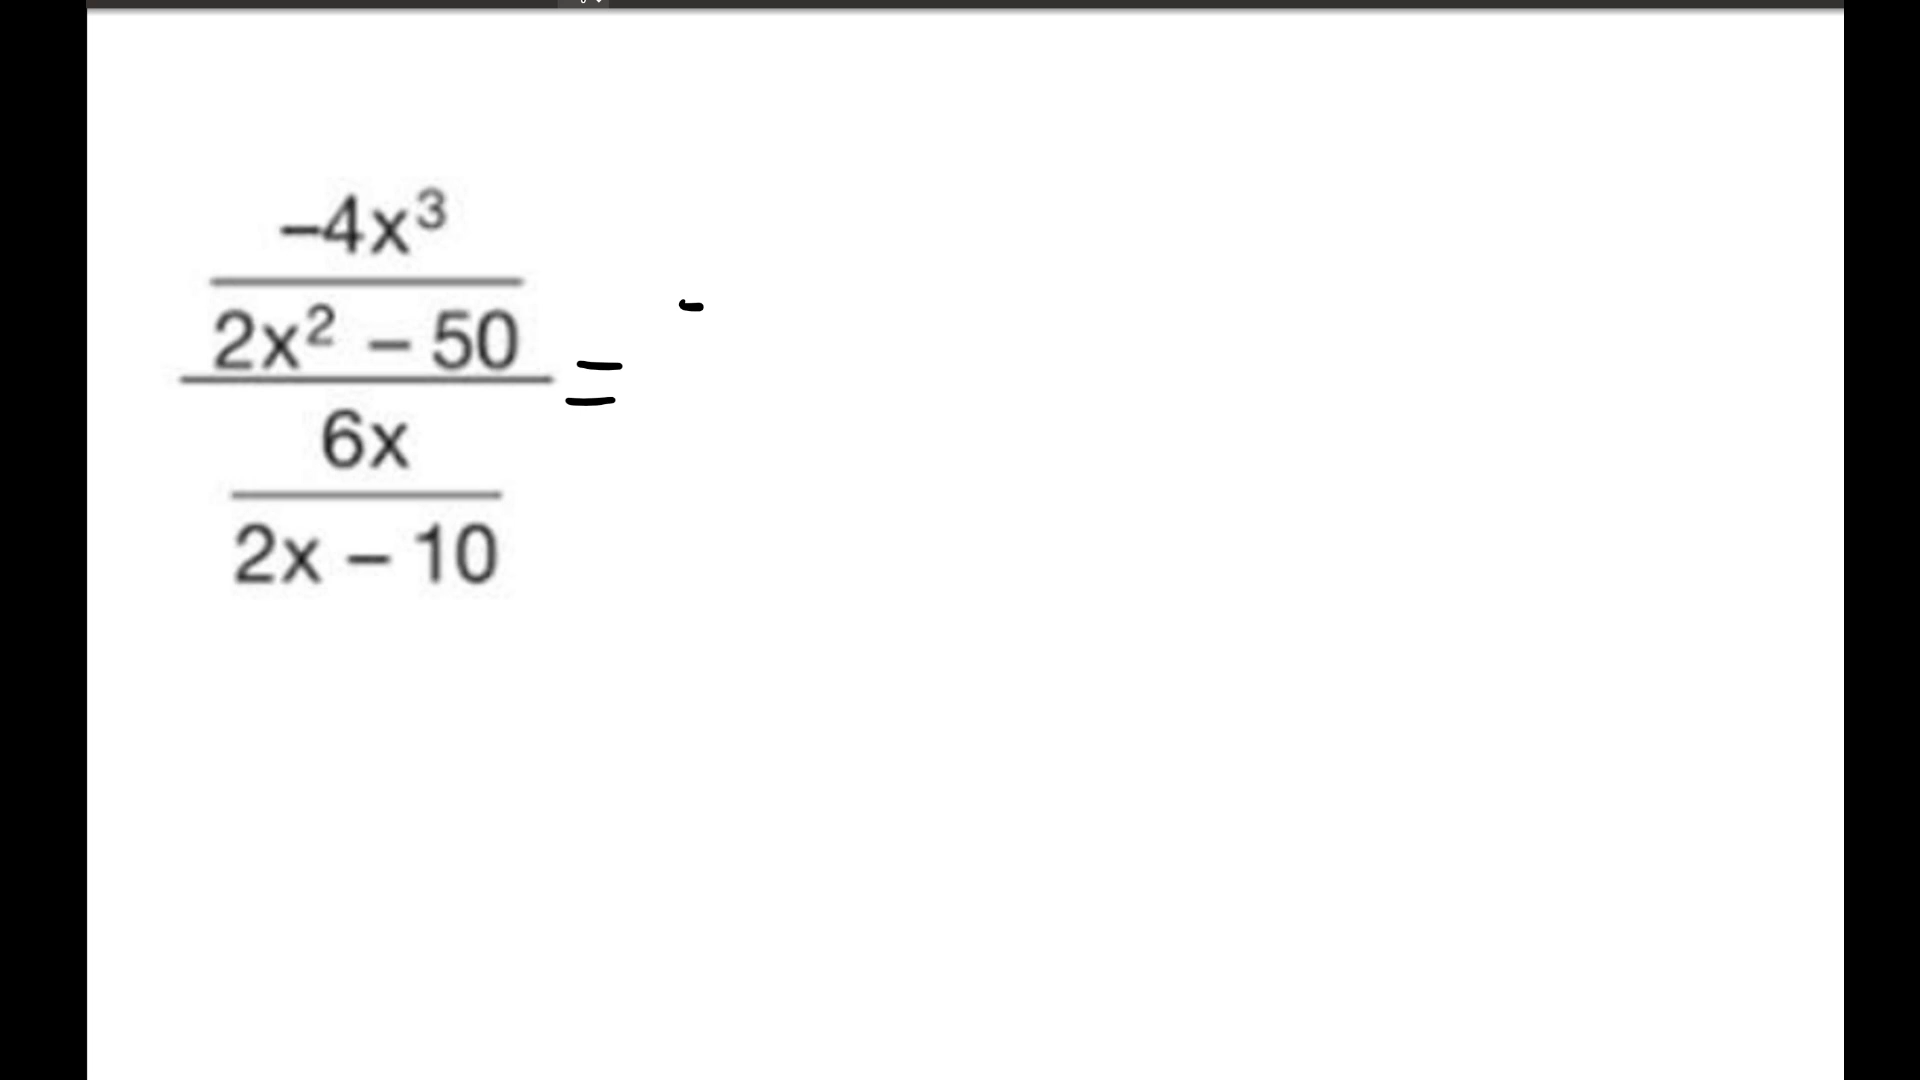 –4x³
2x² – 50
=
-
6x
2x – 10